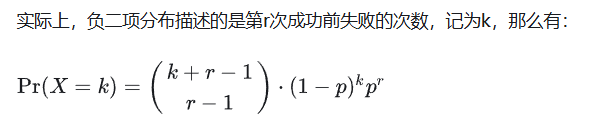 实际上，负二项分布描述的是第r次成功前失败的次数，记为k，那么有：
Pr(X = k) = \binom{k + r - 1}{r - 1} · (1 − p)^k p^r